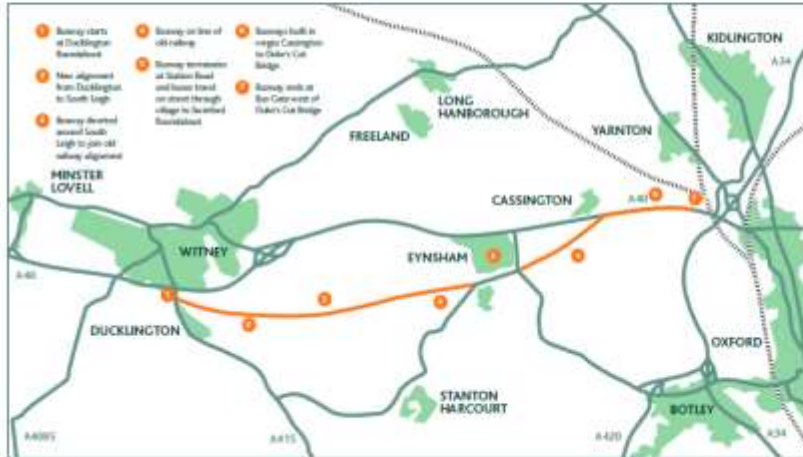 Busway starts
at Ducklington
Roundabout
New alignment
from Ducklington
to South Leigh
Busway diverted
around South
Leigh to join old
railway alignment
Busway on line of
old railway
Busway terminates
at Station Road
and buses travel
on street through
village to
Roundabout
Busways built in
verges Cassington
to Duke's Cut
Bridge
Busway ends at
Bus Gate west of
Duke's Cut Bridge
KIDLINGTON
A34
LONG
HANBOROUGH
YARNTON
FREELAND
MINSTER
LOVELL
CASSINGTON
A40
WITNEY
EYNSHAM
A40
DUCKLINGTON
OXFORD
STANTON
HARCOURT
BOTLEY
A4095
A415
A420
A34